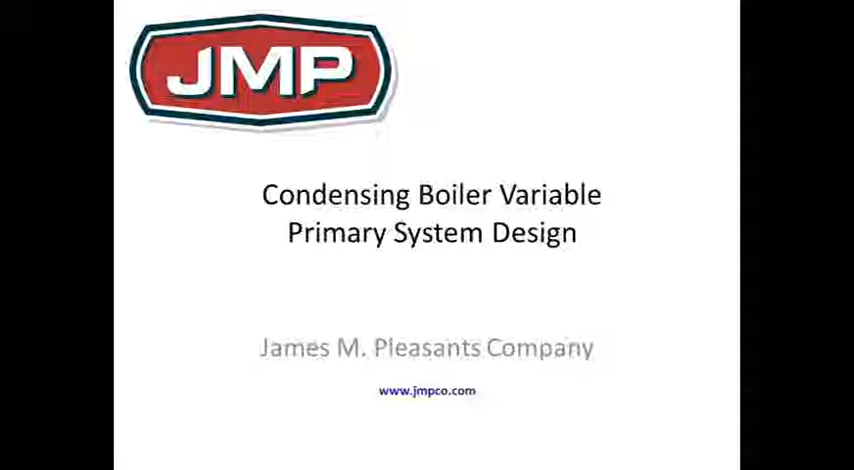 JMP
Condensing Boiler Variable
Primary System Design
James M. Pleasants Company
www.jmpco.com